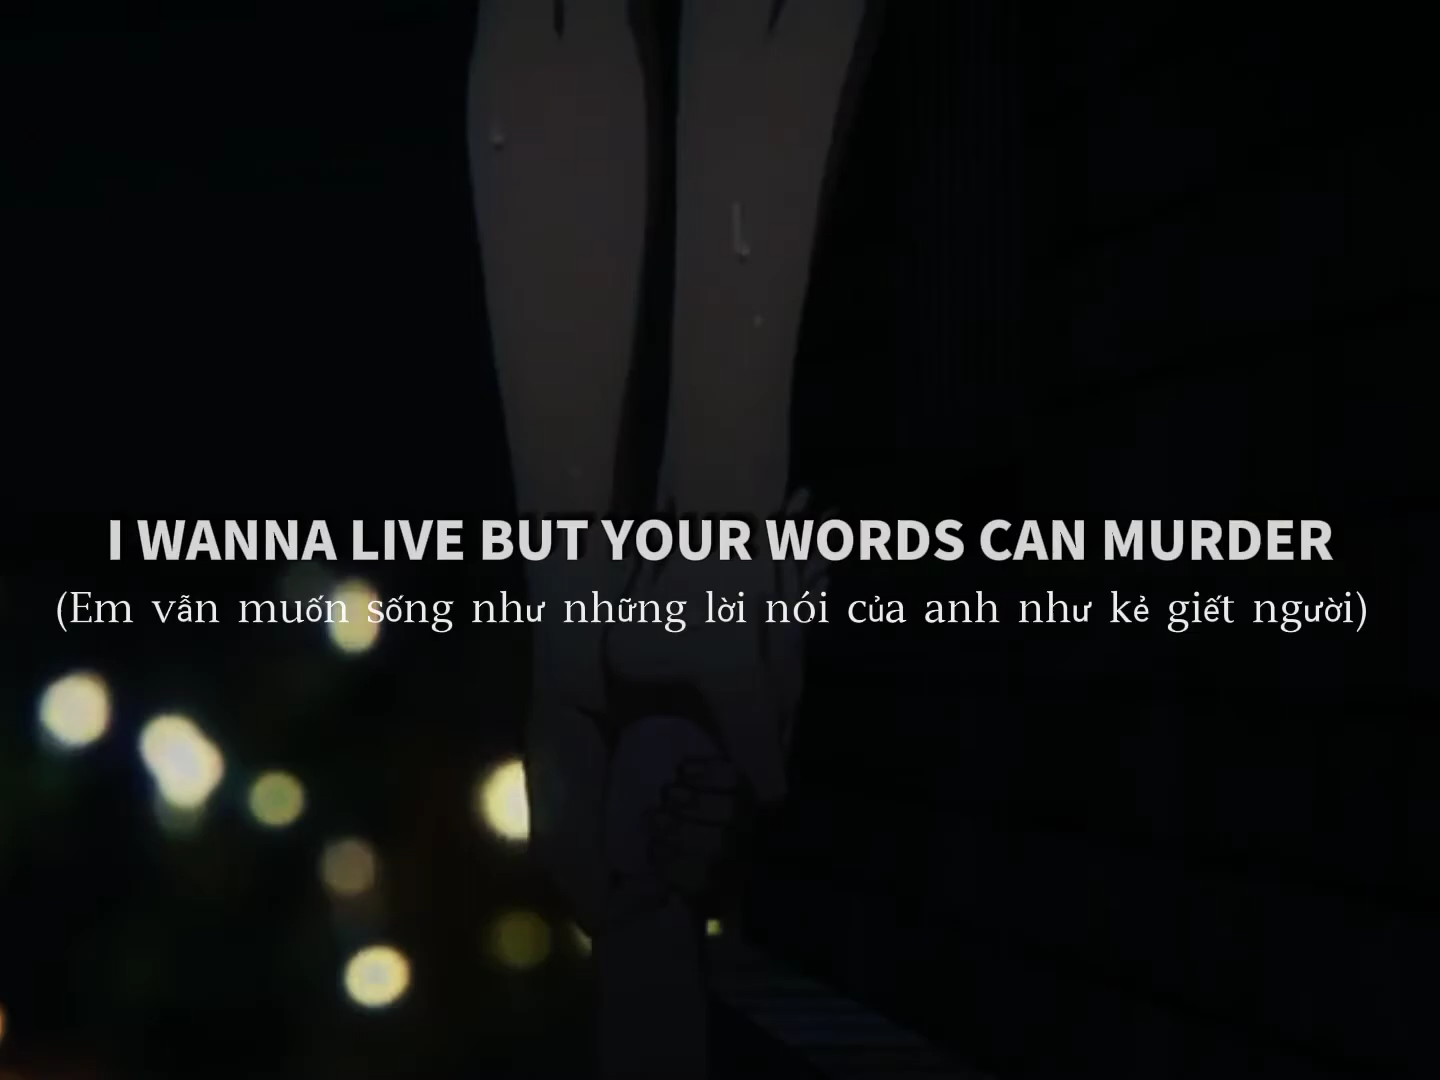 I WANNA LIVE BUT YOUR WORDS CAN MURDER
(Em vẫn muốn sống như những lời nói của anh như kẻ giết người)